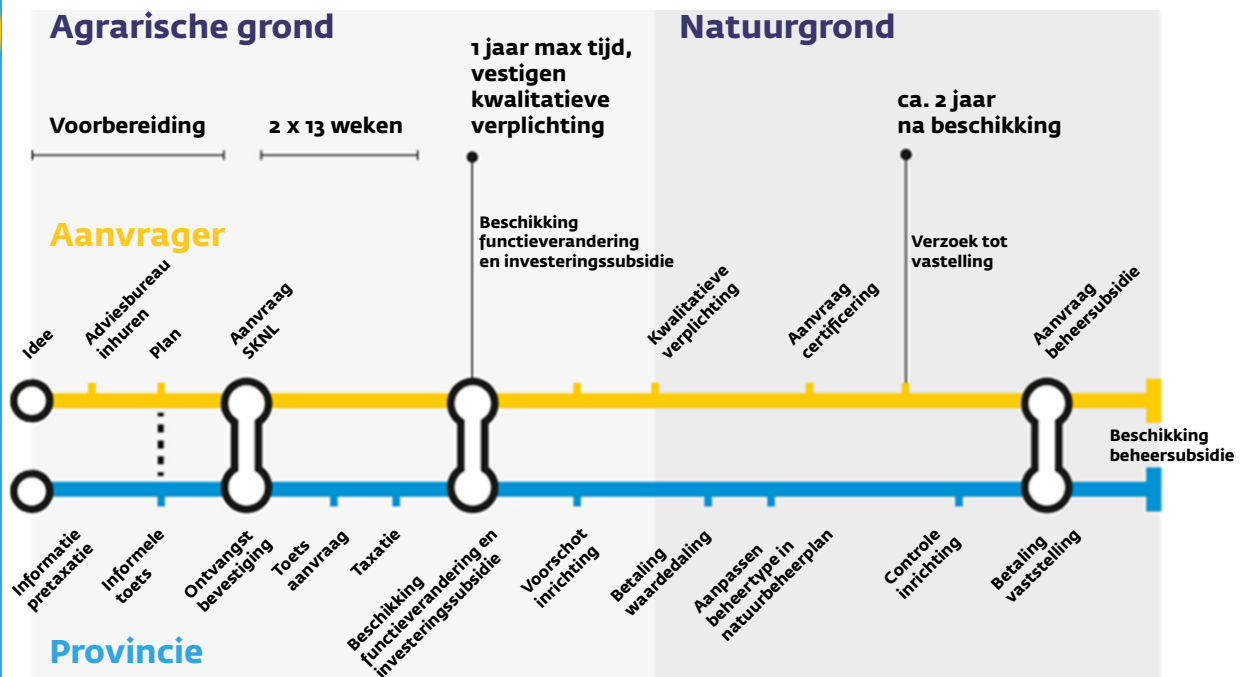 Agrarische grond
Natuurgrond
1 jaar max tijd,
vestigen
kwalitatieve
verplichting
ca. 2 jaar
na beschikking
Voorbereiding
2 x 13 weken
Aanvrager
Beschikking
functieverandering
en investeringssubsidie
Verzoek tot
vastelling
Idee
Adviesbureau
inhuren
Plan
Aanvraag
SKNL
Kwalitatieve
verplichting
Aanvraag
certificering
Aanvraag
beheersubsidie
Beschikking
beheersubsidie
Informatie
pretaxatie
Informele
toets
Ontvangst
bevestiging
Toets
aanvraag
Taxatie
Beschikking
functieverandering en
investeringssubsidie
Voorschot
inrichting
Betaling
waardedaling
Aanpassen
beheertype in
natuurbeheerplan
Controle
inrichting
Betaling
vaststelling
Provincie